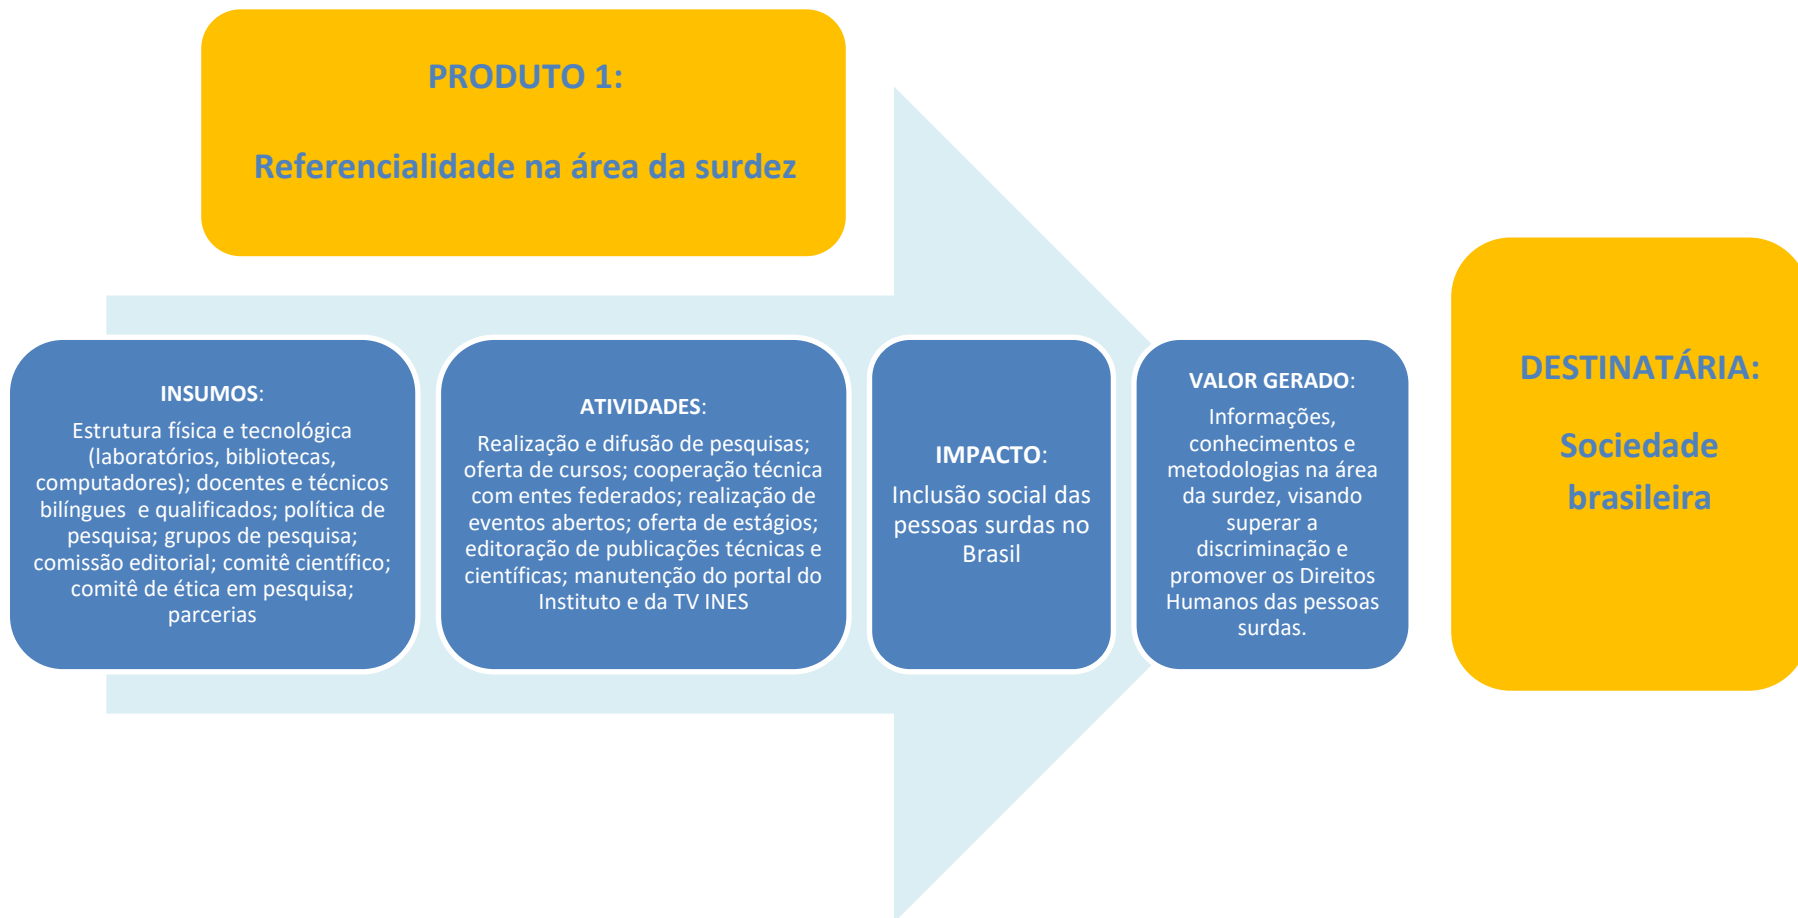 PRODUTO 1:
Referencialidade na área da surdez
INSUMOS:
Estrutura física e tecnológica
(laboratórios, bibliotecas,
computadores); docentes e técnicos
bilíngues e qualificados; política de
pesquisa; grupos de pesquisa;
comissão editorial; comitê científico;
comitê de ética em pesquisa;
parcerias
ATIVIDADES:
Realização e difusão de pesquisas;
oferta de cursos; cooperação técnica
com entes federados; realização de
eventos abertos; oferta de estágios;
editoração de publicações técnicas e
científicas; manutenção do portal do
Instituto e da TV INES
IMPACTO:
Inclusão social das
pessoas surdas no
Brasil
VALOR GERADO:
Informações,
conhecimentos e
metodologias na área
da surdez, visando
superar a
discriminação e
promover os Direitos
Humanos das pessoas
surdas.
DESTINATÁRIA:
Sociedade
brasileira